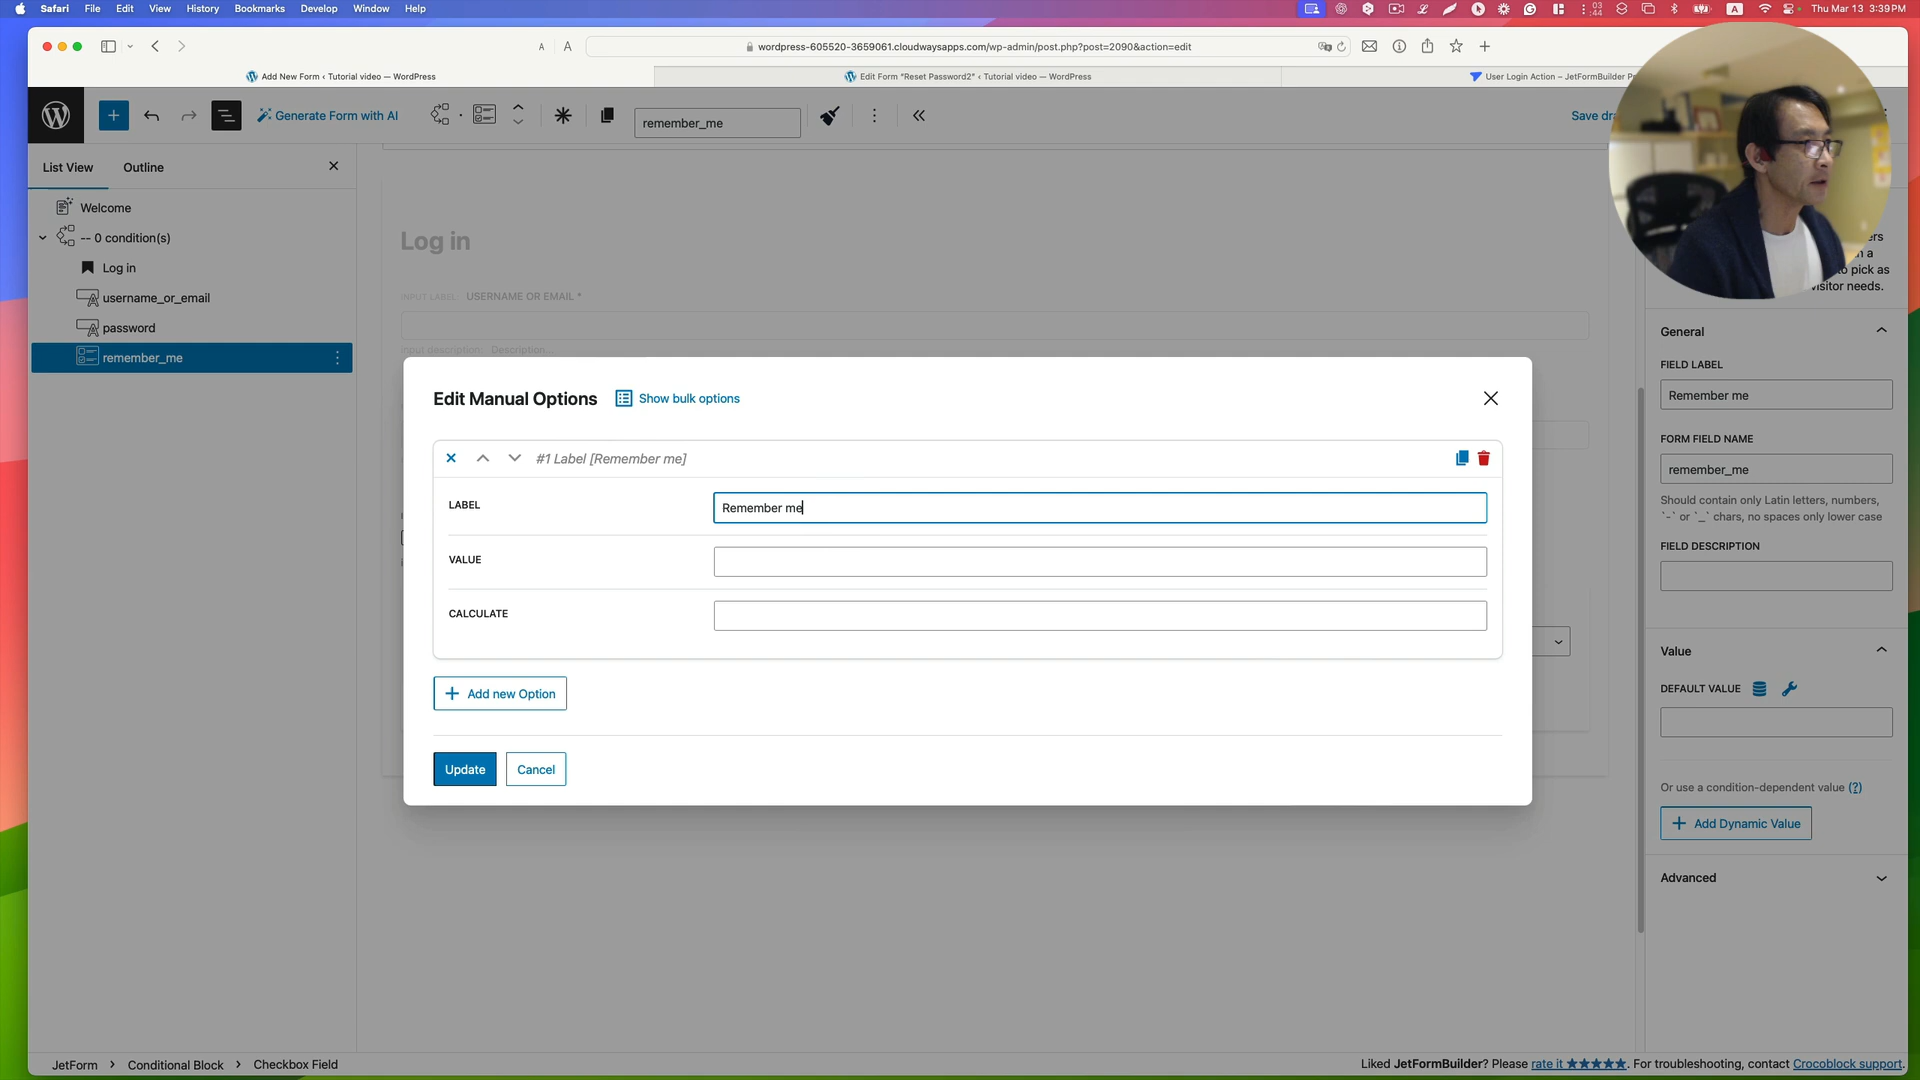 Safari File Edit View History Bookmarks Develop Window Help
03
:44
A
Thu Mar 13 3:39 PM
A A
wordpress-605520-3659061.cloudwaysapps.com/wp-admin/post.php?post=2090&action=edit
Add New Form ‹ Tutorial video — WordPress
Edit Form "Reset Password2" ‹ Tutorial video — WordPress
User Login Action – JetFormBuilder
Generate Form with AI
remember_me
Save
List View
Outline
Welcome
-- 0 condition(s)
Log in
username_or_email
password
remember_me
Log in
INPUT LABEL USERNAME OR EMAIL *
input description: Description...
Edit Manual Options
Show bulk options
#1 Label [Remember me]
LABEL
Remember me
VALUE
CALCULATE
Add new Option
Update
Cancel
a
to pick as
visitor needs.
General
FIELD LABEL
Remember me
FORM FIELD NAME
remember_me
Should contain only Latin letters, numbers,
`-` or `_` chars, no spaces only lower case
FIELD DESCRIPTION
Value
DEFAULT VALUE
Or use a condition-dependent value (?)
Add Dynamic Value
Advanced
JetForm > Conditional Block > Checkbox Field
Liked JetFormBuilder? Please rate it ★★★★★. For troubleshooting, contact Crocoblock support.